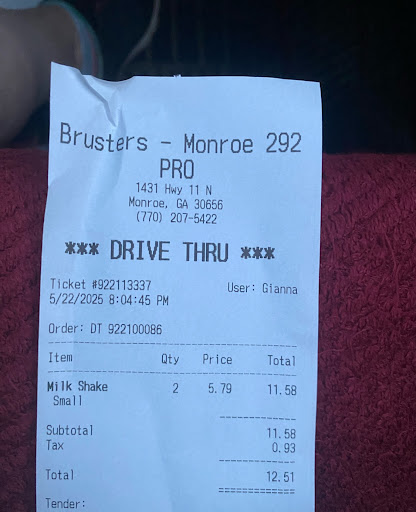 Brusters - Monroe 292
PRO
1431 Hwy 11 N
Monroe, GA 30656
(770) 207-5422
*** DRIVE THRU ***
Ticket #922113337 User: Gianna
5/22/2025 8:04:45 PM
Order: DT 922100086
Item Qty Price Total
Milk Shake 2 5.79 11.58
Small
Subtotal 11.58
Tax 0.93
Total 12.51
Tender: